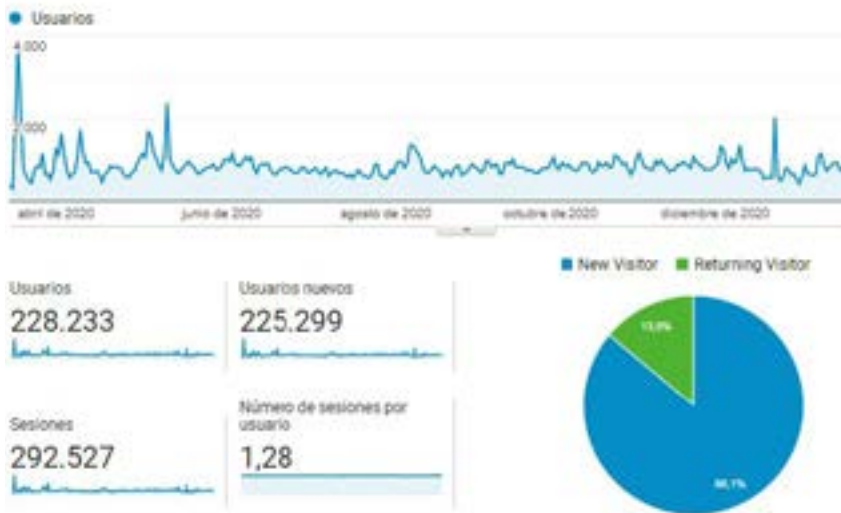 Usuarios
4.000
2.000
abril de 2020 junio de 2020 agosto de 2020 octubre de 2020 diciembre de 2020
New Visitor Returning Visitor
Usuarios Usuarios nuevos
228.233 225.299
Sesiones Número de sesiones por
usuario
292.527 1,28